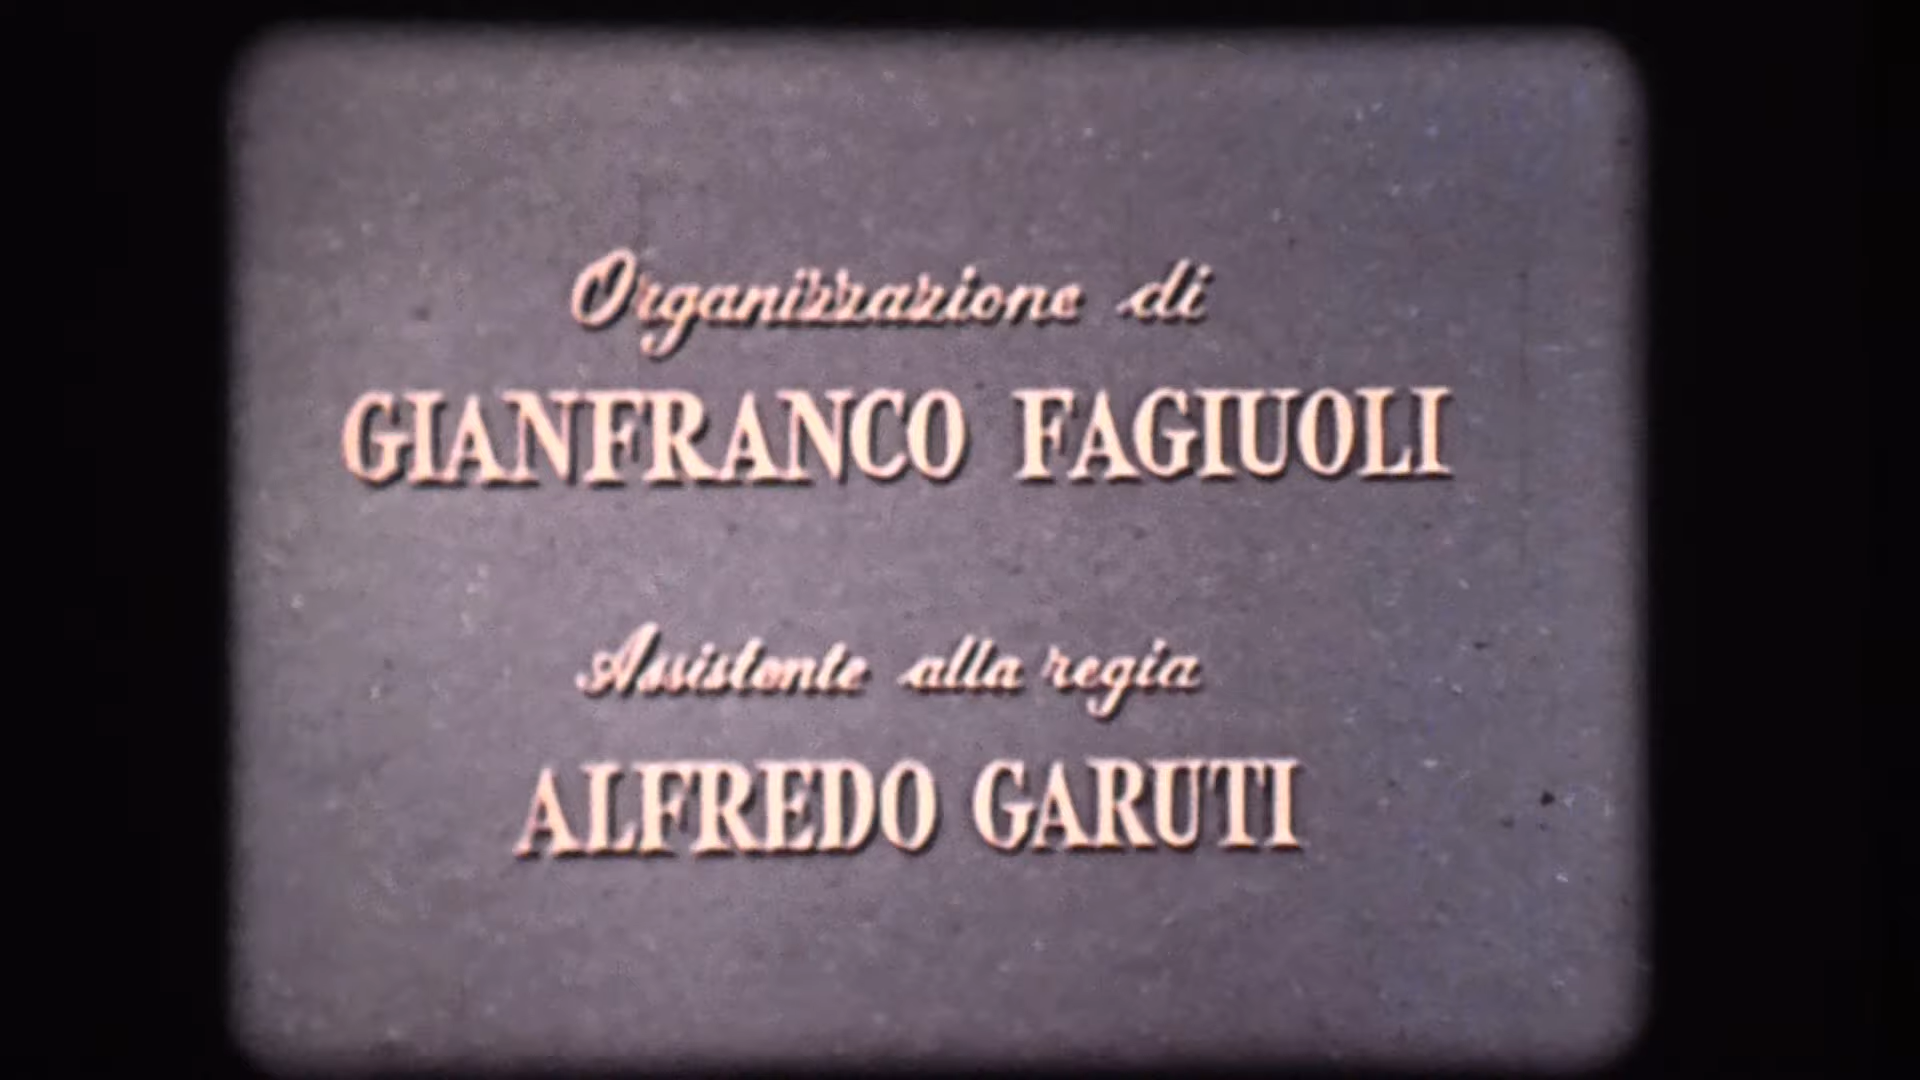 Organizzazione di
GIANFRANCO FAGIUOLI
Assistente alla regia
ALFREDO GARUTI